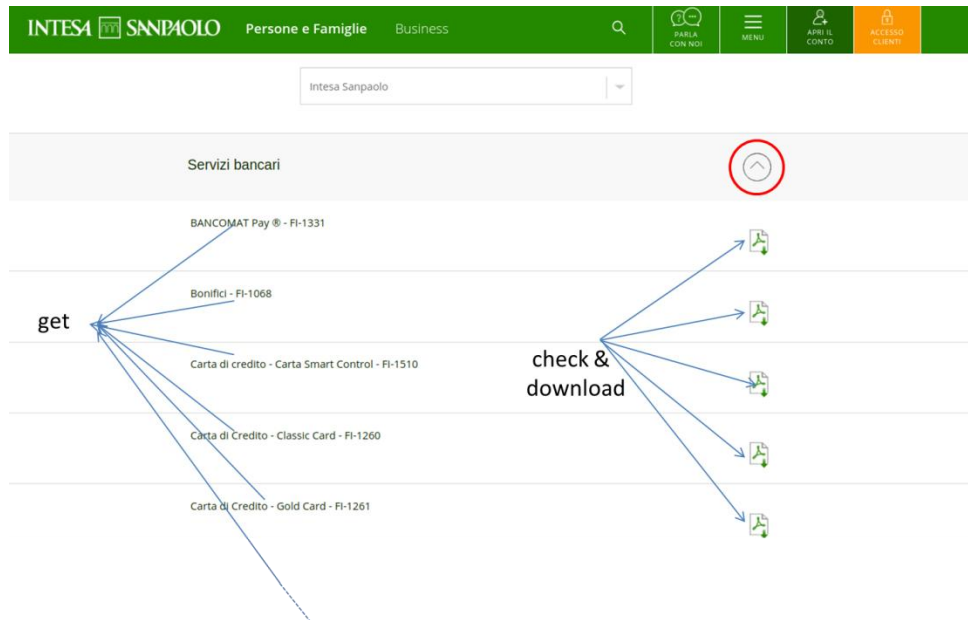 INTESA SANPAOLO Persone e Famiglie Business
PARLA
CON NOI
MENU
APRI IL
CONTO
ACCESSO
CLIENTI
Intesa Sanpaolo
Servizi bancari
BANCOMAT Pay ® - FI-1331
Bonifici - FI-1068
get
Carta di credito - Carta Smart Control - FI-1510
check &
download
Carta di Credito - Classic Card - FI-1260
Carta di Credito - Gold Card - FI-1261